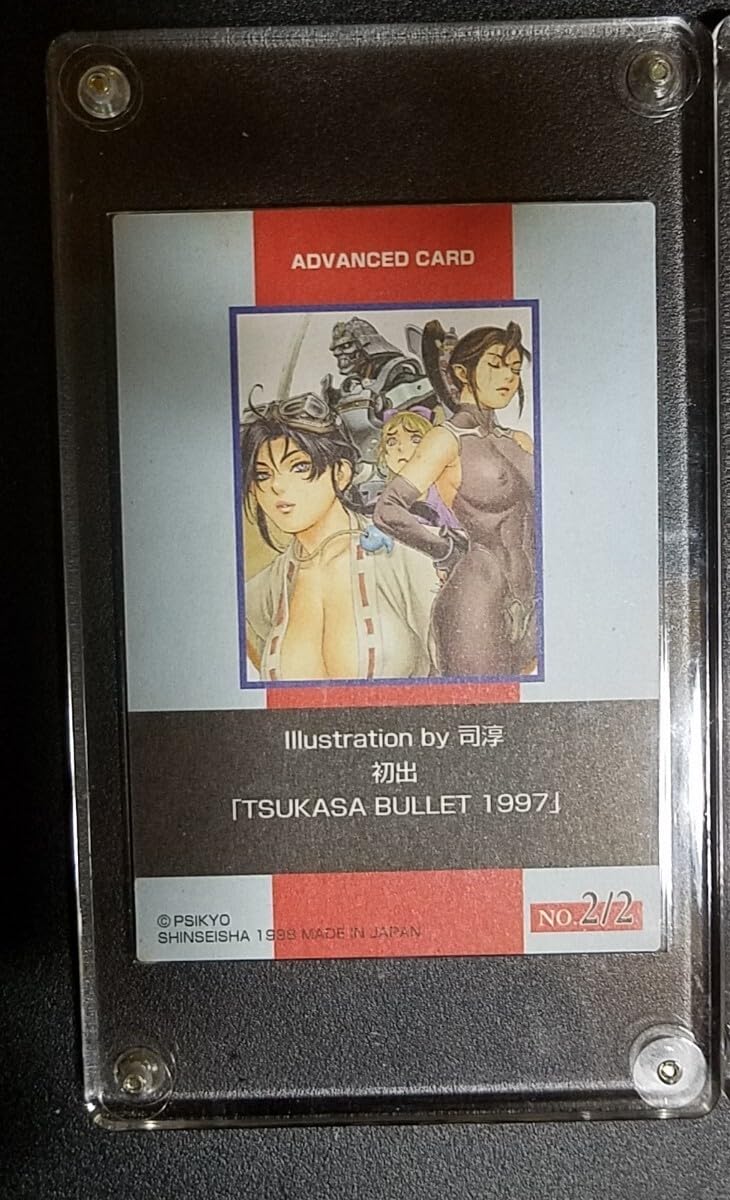 ADVANCED CARD
Illustration by 司淳
初出
「TSUKASA BULLET 1997」
©PSIKYO
SHINSEISHA 1998 MADE IN JAPAN
NO.2/2